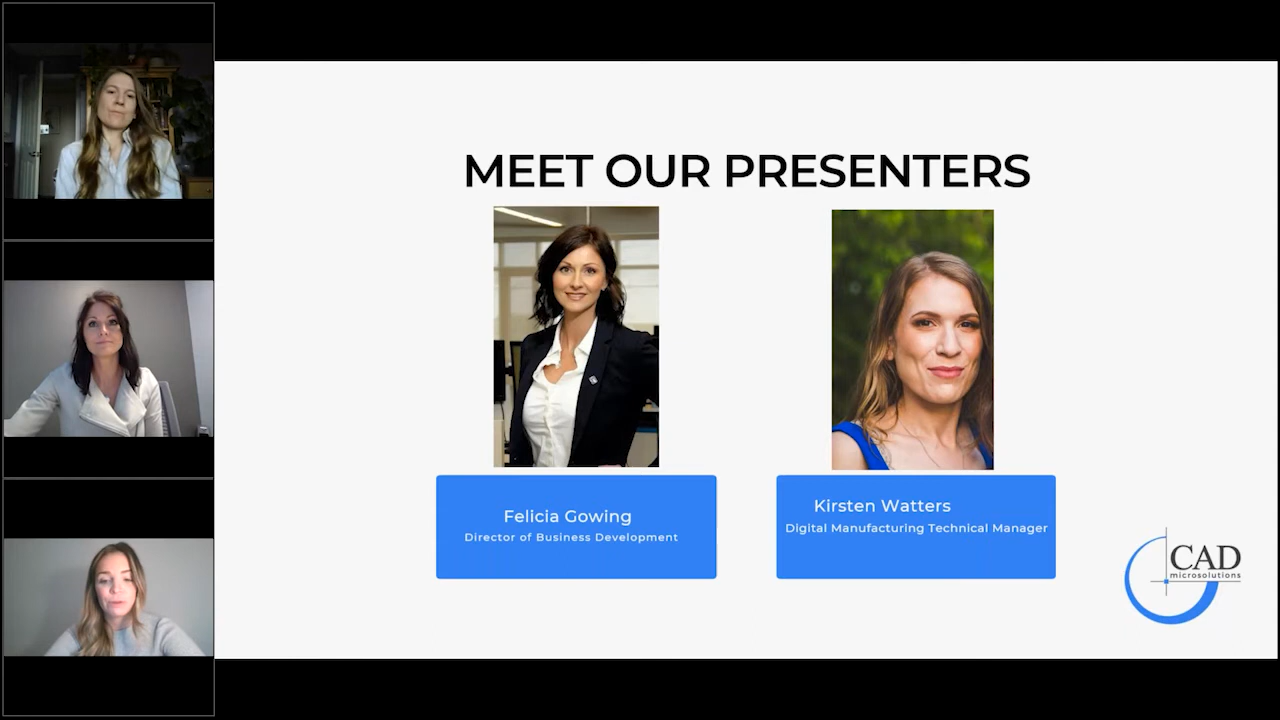 MEET OUR PRESENTERS
Felicia Gowing
Director of Business Development
Kirsten Watters
Digital Manufacturing Technical Manager
CAD
microsolutions